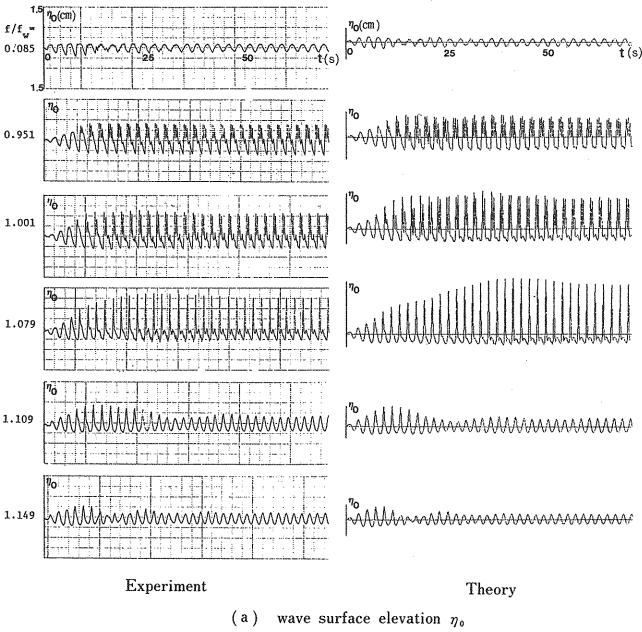 1.5 η₀(cm)
f/f_w=
0.085
0 25 50 t(s)
1.5
η₀(cm)
0 25 50 t(s)
0.951 η₀ η₀
1.001 η₀ η₀
1.079 η₀ η₀
1.109 η₀ η₀
1.149 η₀ η₀
Experiment Theory
(a) wave surface elevation η₀